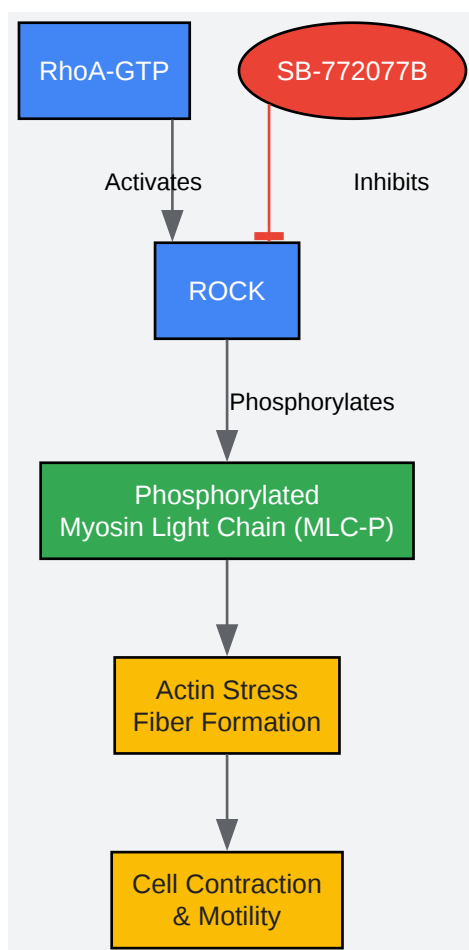 RhoA-GTP
SB-772077B
Activates
Inhibits
ROCK
Phosphorylates
Phosphorylated
Myosin Light Chain (MLC-P)
Actin Stress
Fiber Formation
Cell Contraction
& Motility